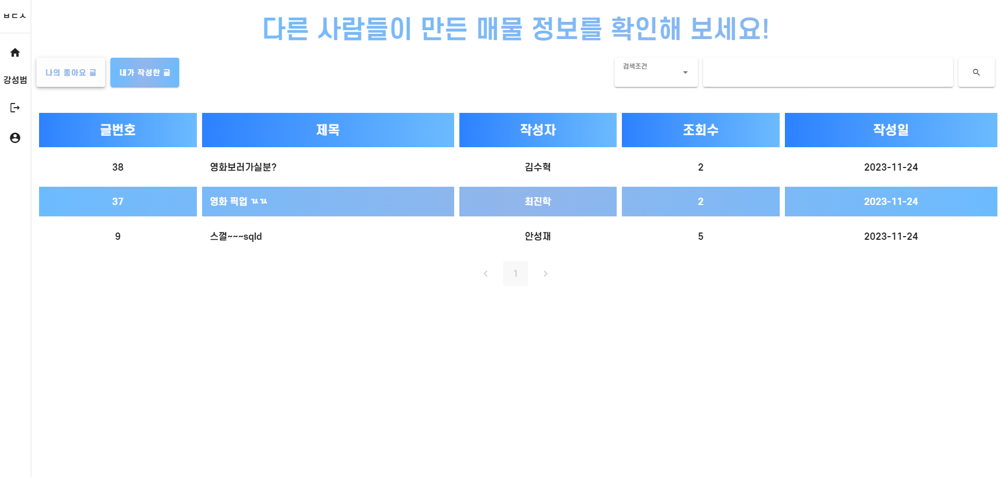 ㅂㄷㅅ
강성범
다른 사람들이 만든 매물 정보를 확인해 보세요!
나의 좋아요 글 내가 작성한 글 검색조건
글번호 제목 작성자 조회수 작성일
38 영화보러가실분? 김수혁 2 2023-11-24
37 영화 픽업 ㄲㄲ 최진학 2 2023-11-24
9 스껄~~~sqld 안성재 5 2023-11-24
1